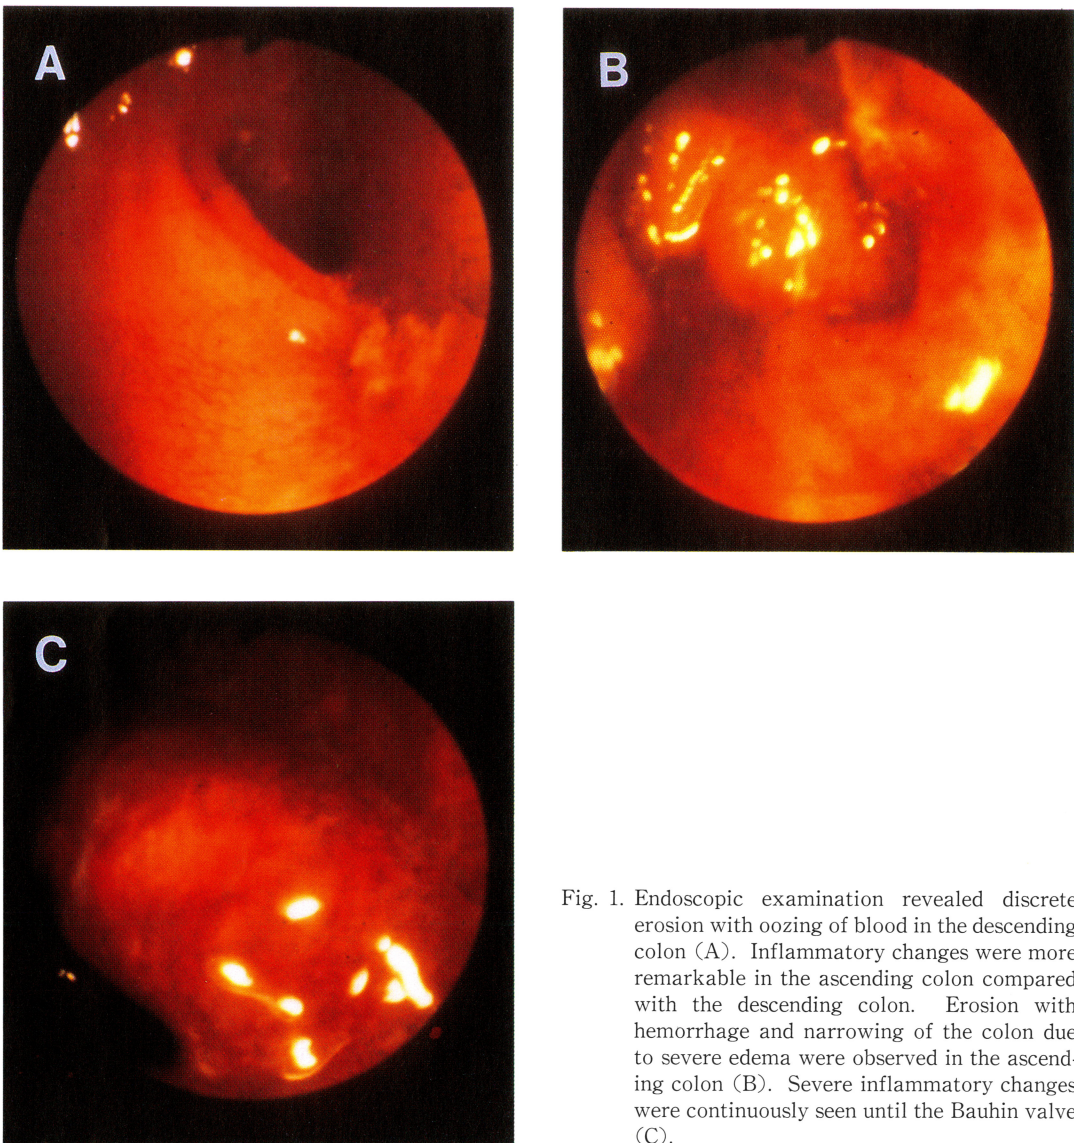 A
B
C
Fig. 1. Endoscopic examination revealed discrete
erosion with oozing of blood in the descending
colon (A). Inflammatory changes were more
remarkable in the ascending colon compared
with the descending colon. Erosion with
hemorrhage and narrowing of the colon due
to severe edema were observed in the ascend-
ing colon (B). Severe inflammatory changes
were continuously seen until the Bauhin valve
(C).